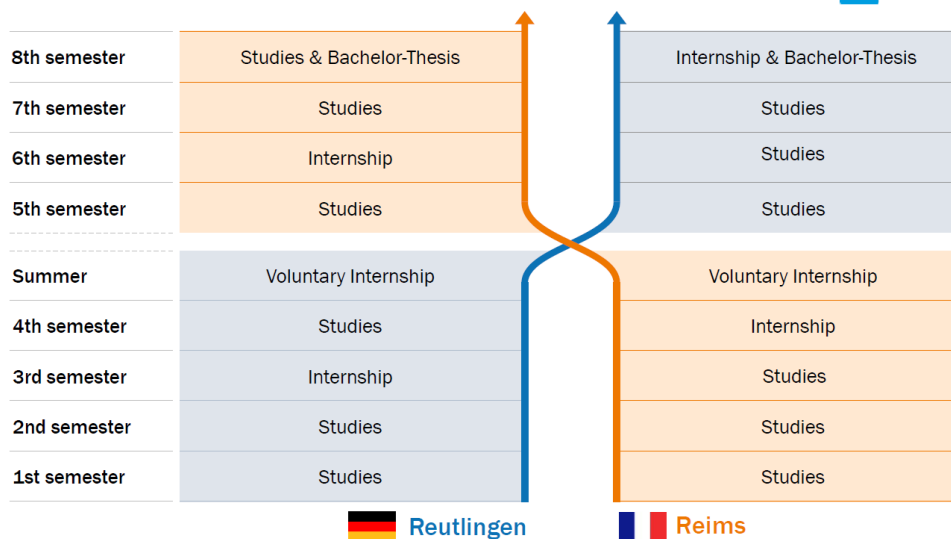 8th semester Studies & Bachelor-Thesis Internship & Bachelor-Thesis
7th semester Studies Studies
6th semester Internship Studies
5th semester Studies Studies
Summer Voluntary Internship Voluntary Internship
4th semester Studies Internship
3rd semester Internship Studies
2nd semester Studies Studies
1st semester Studies Studies
Reutlingen Reims